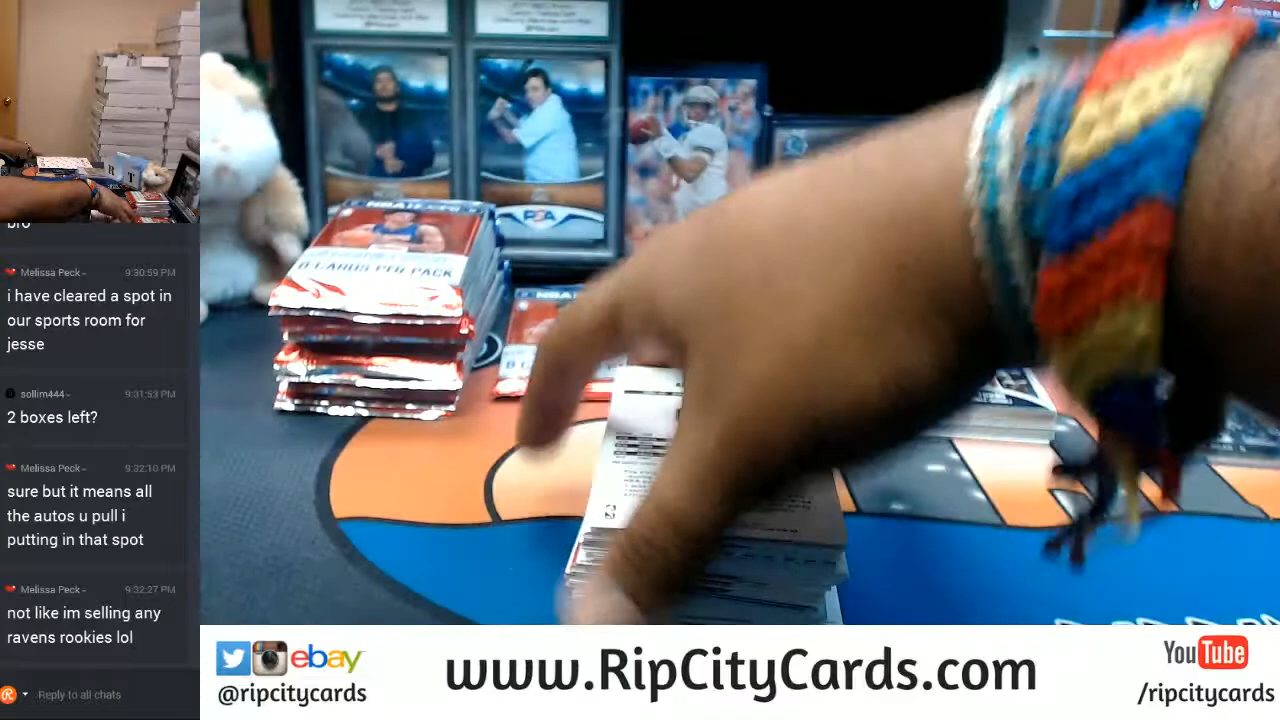 bro
Melissa Peck- 9:30:59 PM
i have cleared a spot in
our sports room for
jesse
sollim444- 9:31:53 PM
2 boxes left?
Melissa Peck- 9:32:10 PM
sure but it means all
the autos u pull i
putting in that spot
Melissa Peck- 9:32:27 PM
not like im selling any
ravens rookies lol
Reply to all chats
8 CARDS PER PACK
PSA
ebay
@ripcitycards
www.RipCityCards.com
YouTube
/ripcitycards